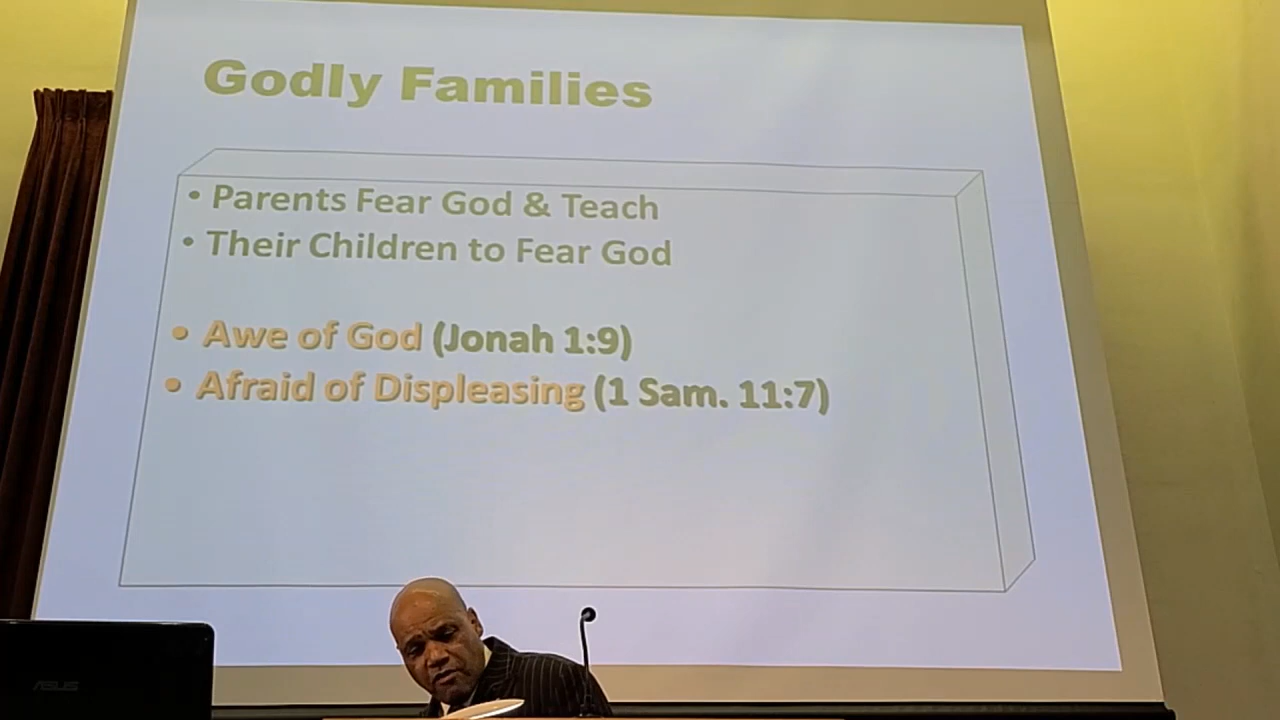 Godly Families
• Parents Fear God & Teach
• Their Children to Fear God
• Awe of God (Jonah 1:9)
• Afraid of Displeasing (1 Sam. 11:7)
ASUS